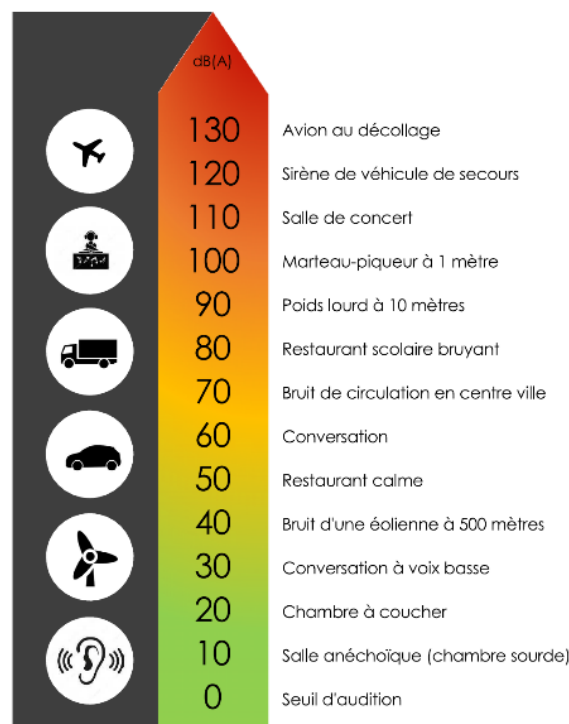 dB(A)
130 Avion au décollage
120 Sirène de véhicule de secours
110 Salle de concert
100 Marteau-piqueur à 1 mètre
90 Poids lourd à 10 mètres
80 Restaurant scolaire bruyant
70 Bruit de circulation en centre ville
60 Conversation
50 Restaurant calme
40 Bruit d'une éolienne à 500 mètres
30 Conversation à voix basse
20 Chambre à coucher
10 Salle anéchoïque (chambre sourde)
0 Seuil d'audition